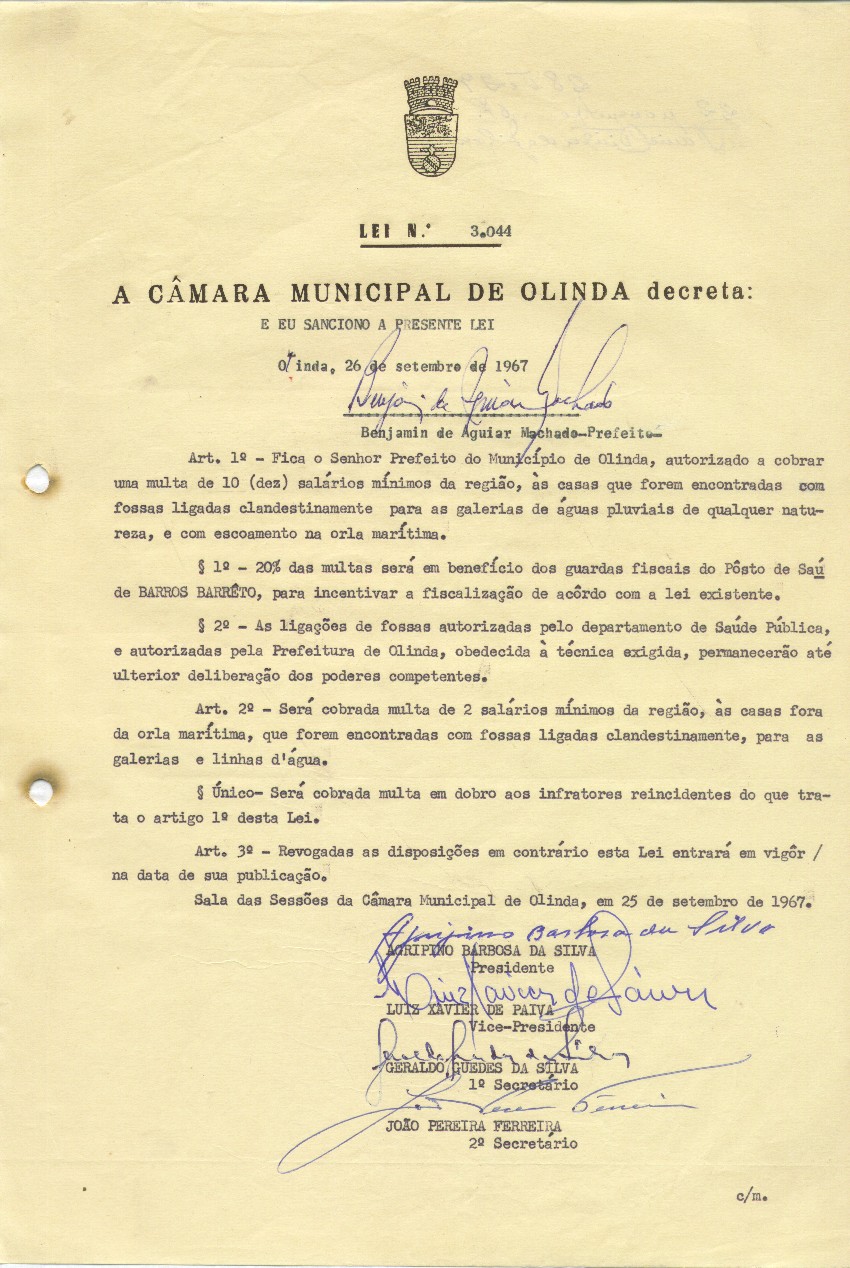 LEI N.º 3.044
A CÂMARA MUNICIPAL DE OLINDA decreta:
E EU SANCIONO A PRESENTE LEI
Olinda, 26 de setembro de 1967
Benjamin de Aguiar Machado
Benjamin de Aguiar Machado-Prefeito-
Art. 1º - Fica o Senhor Prefeito do Município de Olinda, autorizado a cobrar
uma multa de 10 (dez) salários mínimos da região, às casas que forem encontradas com
fossas ligadas clandestinamente para as galerias de águas pluviais de qualquer natu-
reza, e com escoamento na orla marítima.
§ 1º - 20% das multas será em benefício dos guardas fiscais do Pôsto de Saú
de BARROS BARRÊTO, para incentivar a fiscalização de acôrdo com a lei existente.
§ 2º - As ligações de fossas autorizadas pelo departamento de Saúde Pública,
e autorizadas pela Prefeitura de Olinda, obedecida à técnica exigida, permanecerão até
ulterior deliberação dos poderes competentes.
Art. 2º - Será cobrada multa de 2 salários mínimos da região, às casas fora
da orla marítima, que forem encontradas com fossas ligadas clandestinamente, para as
galerias e linhas d'água.
§ Único- Será cobrada multa em dobro aos infratores reincidentes do que tra-
ta o artigo 1º desta Lei.
Art. 3º - Revogadas as disposições em contrário esta Lei entrará em vigôr /
na data de sua publicação.
Sala das Sessões da Câmara Municipal de Olinda, em 25 de setembro de 1967.
Agripino Barbosa da Silva
AGRIPINO BARBOSA DA SILVA
Presidente
Luiz Xavier de Paiva
LUIZ XAVIER DE PAIVA
Vice-Presidente
Geraldo Guedes da Silva
GERALDO GUEDES DA SILVA
1º Secretário
João Pereira Ferreira
JOÃO PEREIRA FERREIRA
2º Secretário
c/m.